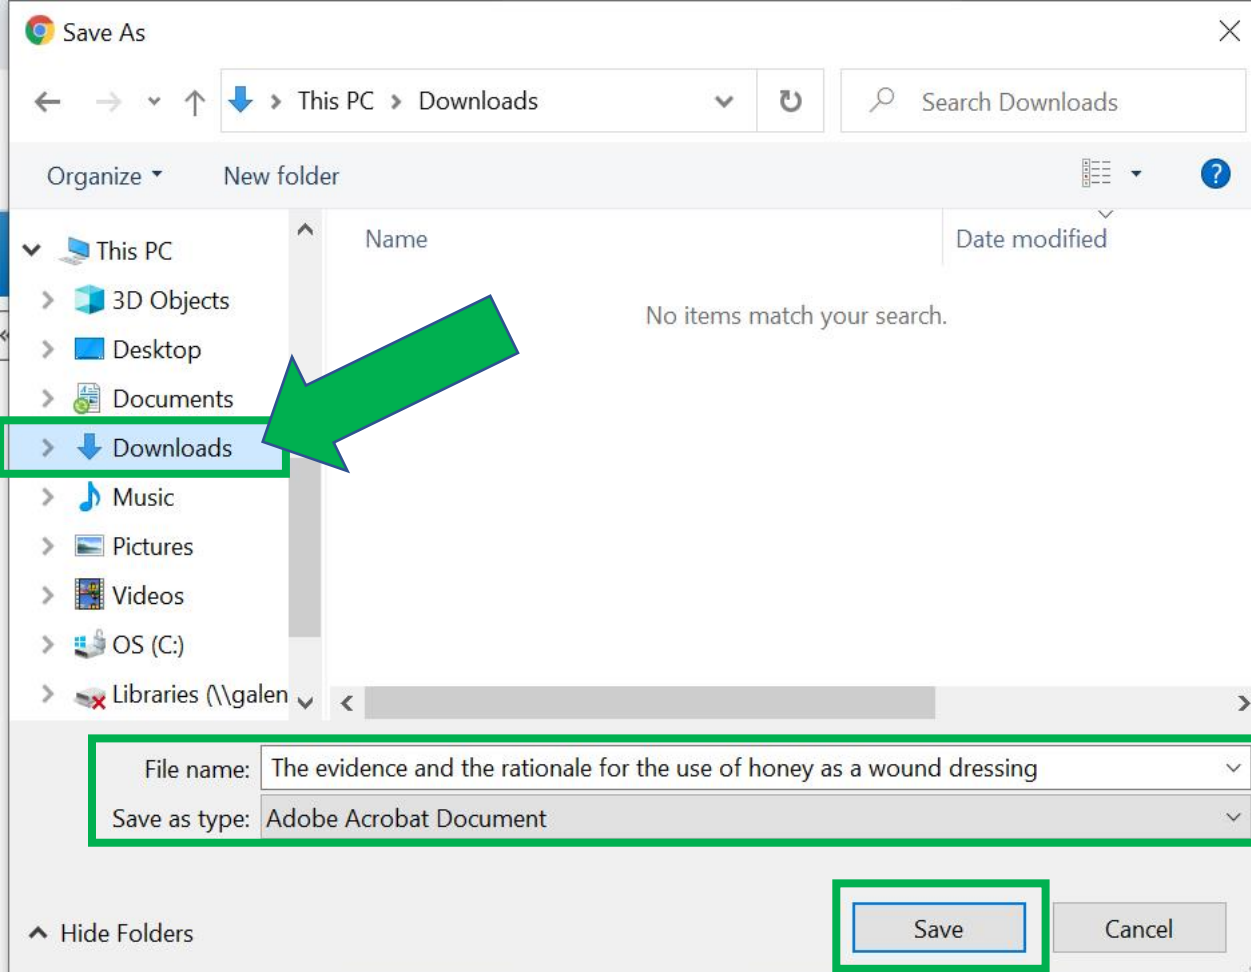 Save As
This PC > Downloads
Search Downloads
Organize
New folder
?
This PC
Name
Date modified
3D Objects
No items match your search.
Desktop
Documents
Downloads
Music
Pictures
Videos
OS (C:)
Libraries (\\galen
File name: The evidence and the rationale for the use of honey as a wound dressing
Save as type: Adobe Acrobat Document
Hide Folders
Save
Cancel